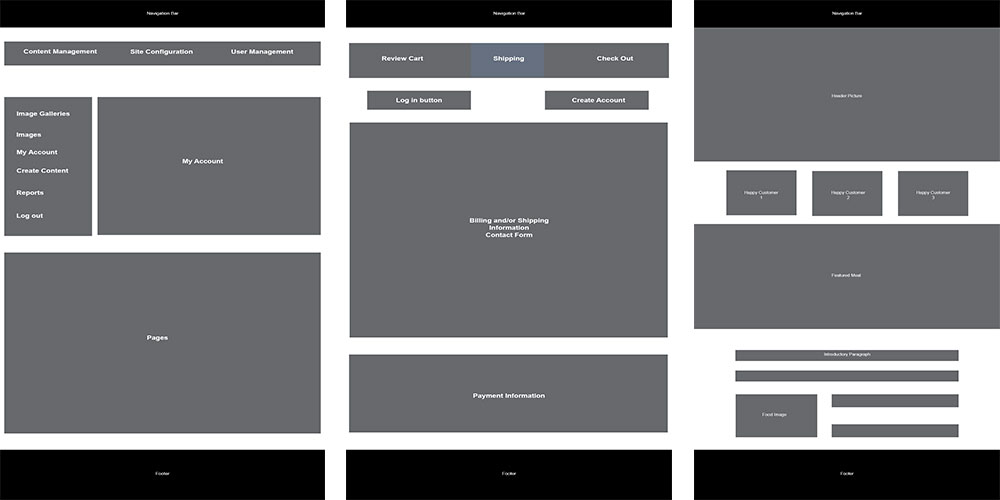 Navigation Bar
Content Management
Site Configuration
User Management
Image Galleries
Images
My Account
Create Content
Reports
Log out
My Account
Pages
Footer
Navigation Bar
Review Cart
Shipping
Check Out
Log in button
Create Account
Billing and/or Shipping
Information
Contact Form
Payment Information
Footer
Navigation Bar
Header Picture
Happy Customer
1
Happy Customer
2
Happy Customer
3
Featured Meal
Introductory Paragraph
Food Image
Footer